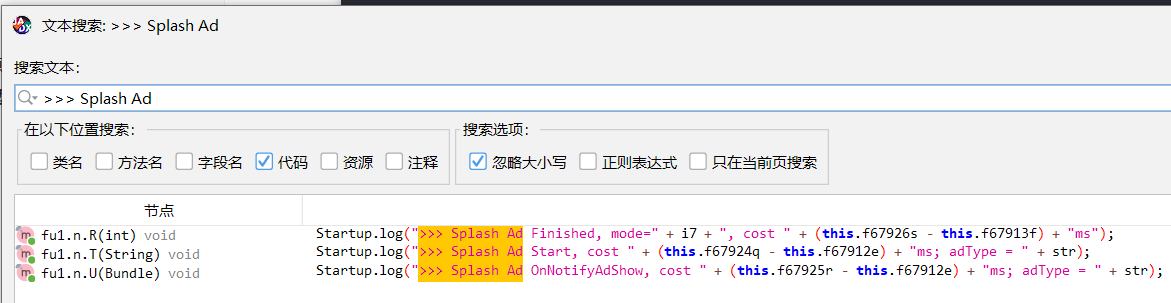 文本搜索: >>> Splash Ad
搜索文本:
>>> Splash Ad
在以下位置搜索: 搜索选项:
类名 方法名 字段名 代码 资源 注释 忽略大小写 正则表达式 只在当前页搜索
节点
fu1.n.R(int) void Startup.log(">>> Splash Ad Finished, mode=" + i7 + ", cost " + (this.f67926s - this.f67913f) + "ms");
fu1.n.T(String) void Startup.log(">>> Splash Ad Start, cost " + (this.f67924q - this.f67912e) + "ms; adType = " + str);
fu1.n.U(Bundle) void Startup.log(">>> Splash Ad OnNotifyAdShow, cost " + (this.f67925r - this.f67912e) + "ms; adType = " + str);